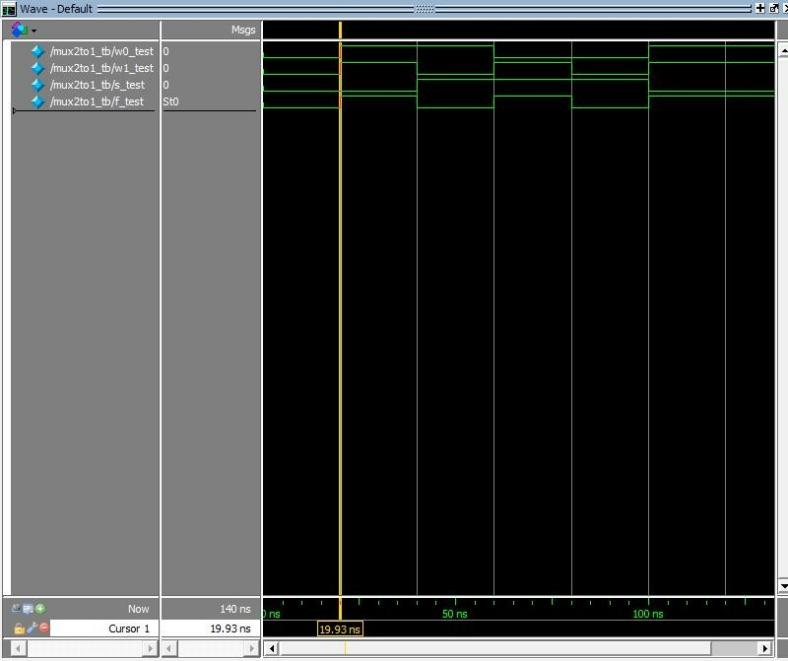 Wave - Default
Msgs
/mux2to1_tb/w0_test 0
/mux2to1_tb/w1_test 0
/mux2to1_tb/s_test 0
/mux2to1_tb/f_test St0
Now 140 ns
ns 50 ns 100 ns
Cursor 1 19.93 ns 19.93 ns